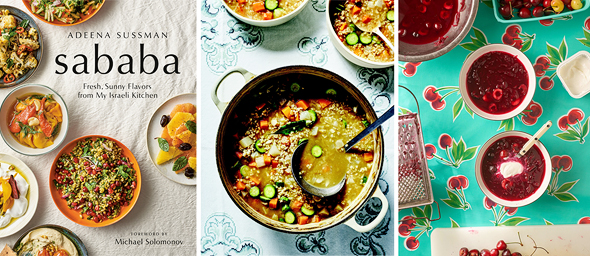 ADEENA SUSSMAN
sababa
Fresh, Sunny Flavors
from My Israeli Kitchen
FOREWORD BY
Michael Solomonov